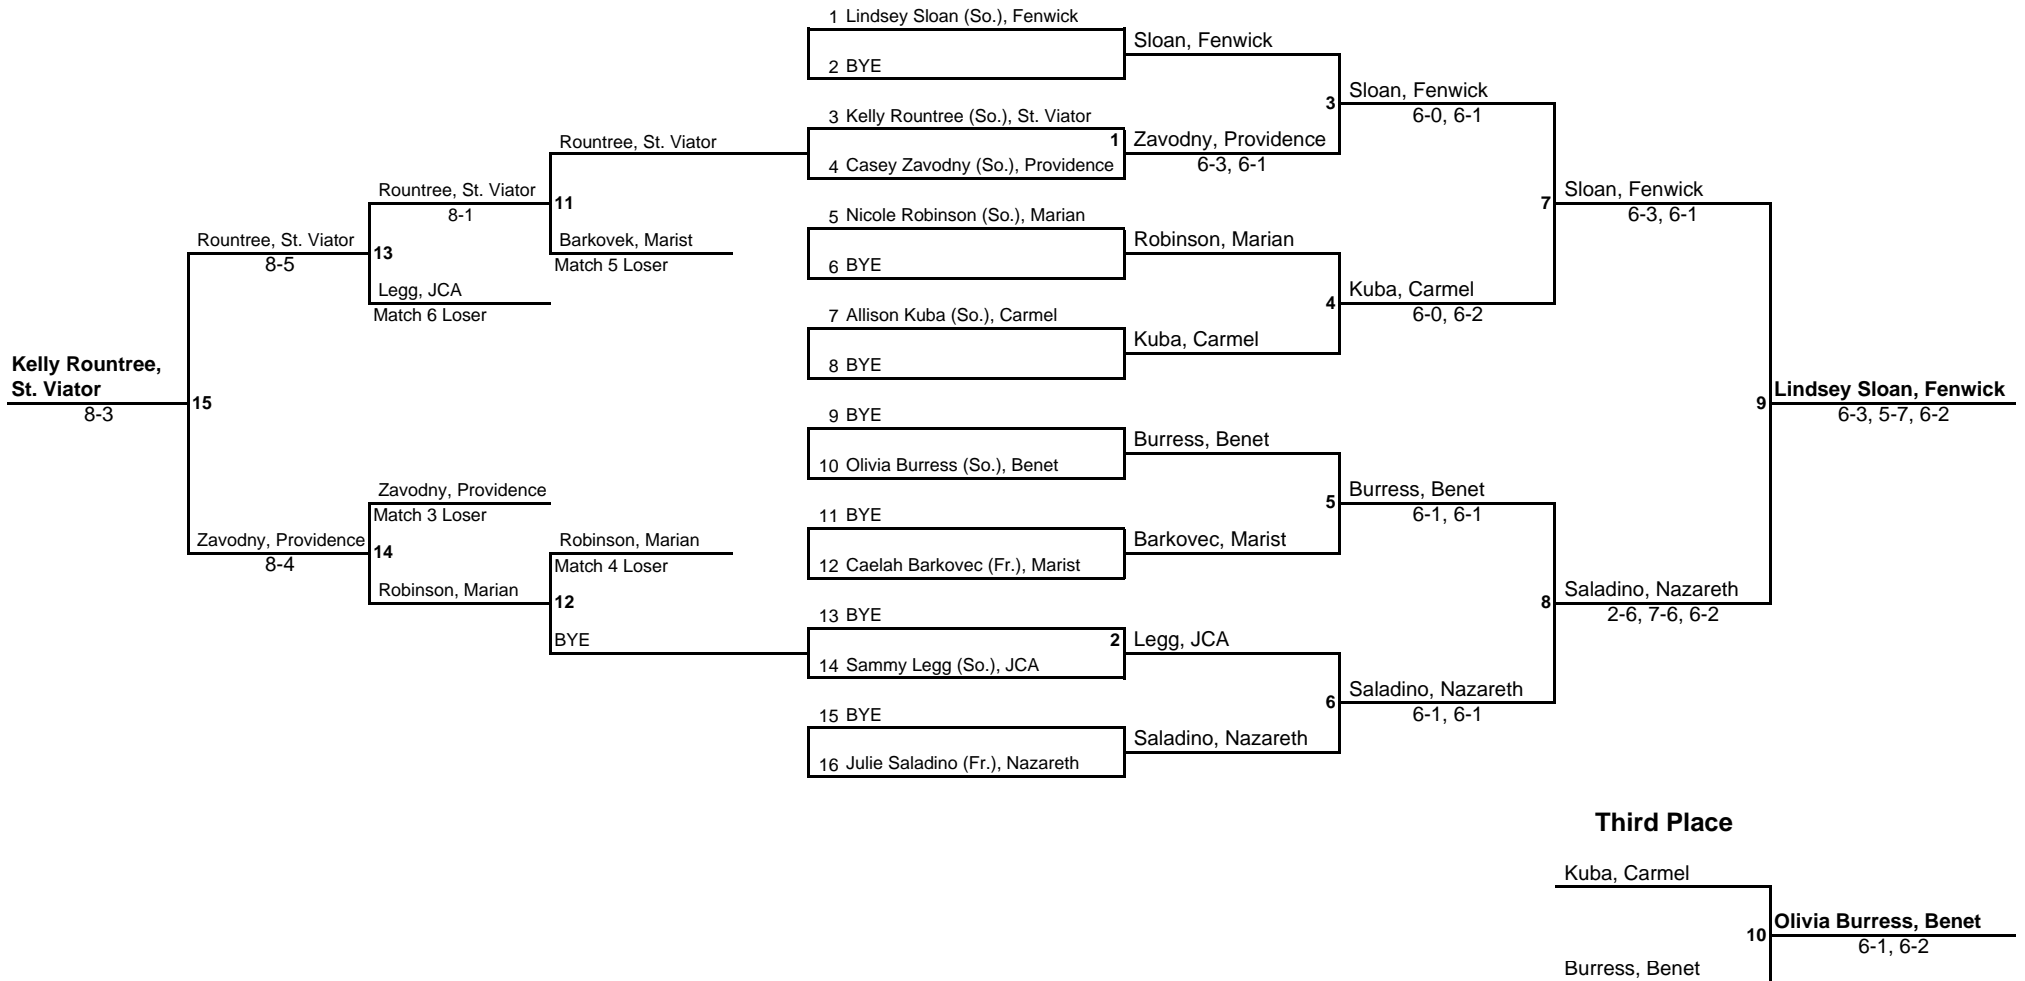 1 Lindsey Sloan (So.), Fenwick
2 BYE
3 Kelly Rountree (So.), St. Viator
4 Casey Zavodny (So.), Providence
5 Nicole Robinson (So.), Marian
6 BYE
7 Allison Kuba (So.), Carmel
8 BYE
9 BYE
10 Olivia Burress (So.), Benet
11 BYE
12 Caelah Barkovec (Fr.), Marist
13 BYE
14 Sammy Legg (So.), JCA
15 BYE
16 Julie Saladino (Fr.), Nazareth
Sloan, Fenwick
1 Zavodny, Providence
6-3, 6-1
Robinson, Marian
Kuba, Carmel
Burress, Benet
Barkovec, Marist
2 Legg, JCA
Saladino, Nazareth
Sloan, Fenwick
3
6-0, 6-1
Kuba, Carmel
4
6-0, 6-2
Burress, Benet
5
6-1, 6-1
Saladino, Nazareth
6
6-1, 6-1
7 Sloan, Fenwick
6-3, 6-1
Saladino, Nazareth
8
2-6, 7-6, 6-2
9 Lindsey Sloan, Fenwick
6-3, 5-7, 6-2
Third Place
Kuba, Carmel
Olivia Burress, Benet
10
6-1, 6-2
Burress, Benet
Rountree, St. Viator
11
Barkovek, Marist
Match 5 Loser
Rountree, St. Viator
8-1
13
Legg, JCA
Match 6 Loser
Rountree, St. Viator
8-5
Zavodny, Providence
Match 3 Loser
14
Robinson, Marian
Robinson, Marian
Match 4 Loser
12
BYE
Zavodny, Providence
8-4
Kelly Rountree,
St. Viator
15
8-3